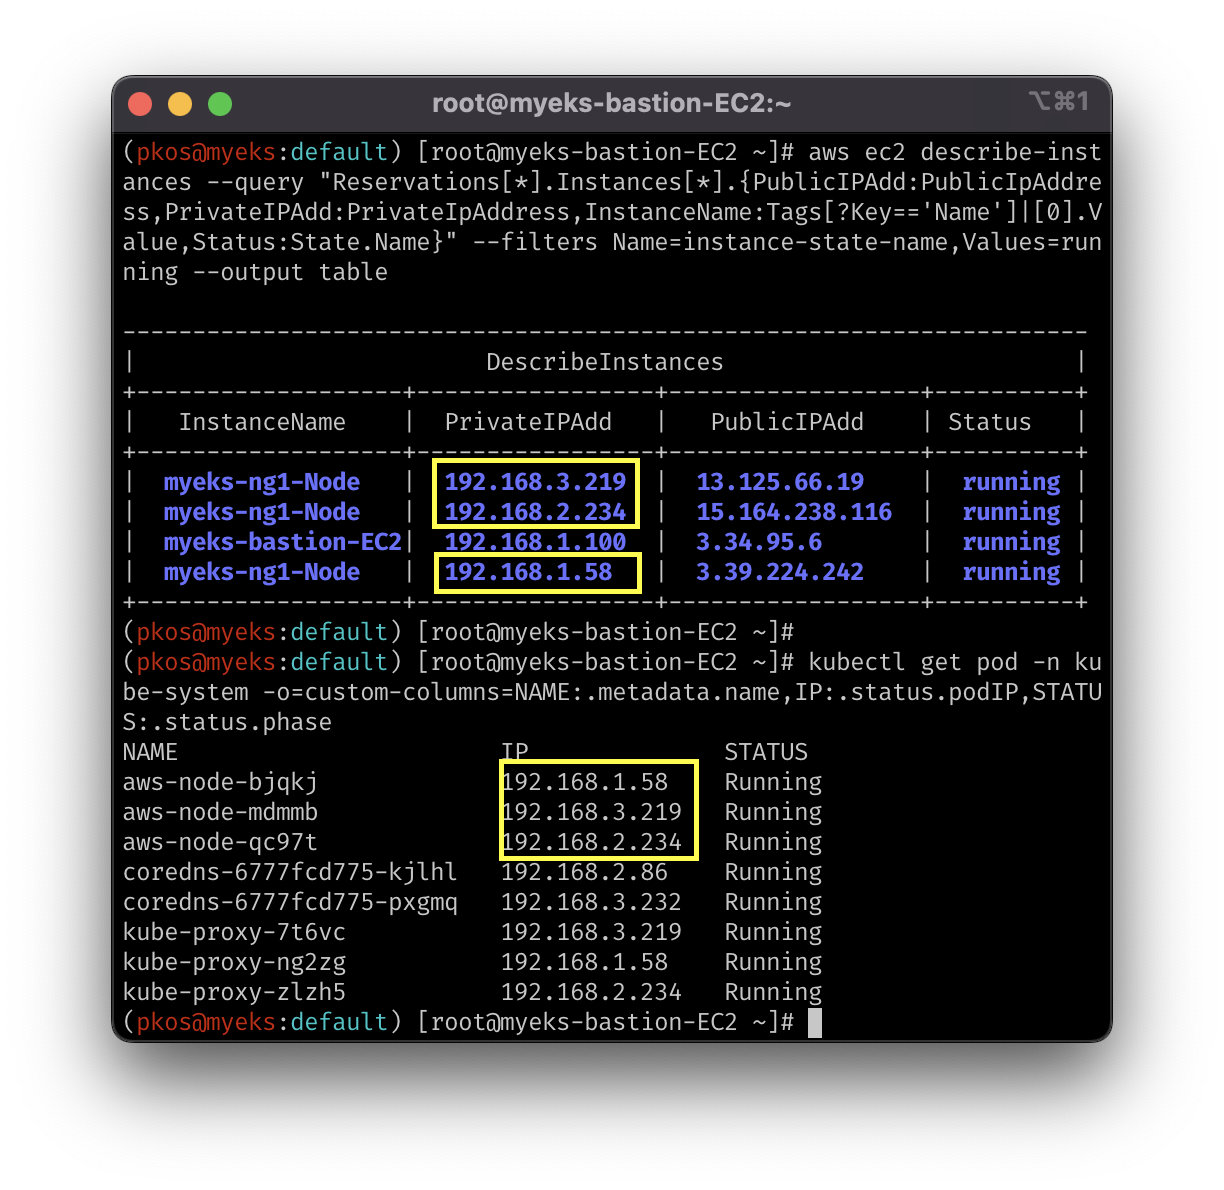 root@myeks-bastion-EC2:~ ⌥⌘1
(pkos@myeks:default) [root@myeks-bastion-EC2 ~]# aws ec2 describe-inst
ances --query "Reservations[*].Instances[*].{PublicIPAdd:PublicIpAddre
ss,PrivateIPAdd:PrivateIpAddress,InstanceName:Tags[?Key=='Name']|[0].V
alue,Status:State.Name}" --filters Name=instance-state-name,Values=run
ning --output table
---------------------------------------------------------------------
|                         DescribeInstances                         |
+-------------------+-----------------+------------------+----------+
|   InstanceName    |  PrivateIPAdd   |   PublicIPAdd    | Status   |
+-------------------+-----------------+------------------+----------+
|  myeks-ng1-Node   |  192.168.3.219  |  13.125.66.19    |  running |
|  myeks-ng1-Node   |  192.168.2.234  |  15.164.238.116  |  running |
|  myeks-bastion-EC2|  192.168.1.100  |  3.34.95.6       |  running |
|  myeks-ng1-Node   |  192.168.1.58   |  3.39.224.242    |  running |
+-------------------+-----------------+------------------+----------+
(pkos@myeks:default) [root@myeks-bastion-EC2 ~]#
(pkos@myeks:default) [root@myeks-bastion-EC2 ~]# kubectl get pod -n ku
be-system -o=custom-columns=NAME:.metadata.name,IP:.status.podIP,STATU
S:.status.phase
NAME                       IP              STATUS
aws-node-bjqkj             192.168.1.58    Running
aws-node-mdmmb             192.168.3.219   Running
aws-node-qc97t             192.168.2.234   Running
coredns-6777fcd775-kjlhl   192.168.2.86    Running
coredns-6777fcd775-pxgmq   192.168.3.232   Running
kube-proxy-7t6vc           192.168.3.219   Running
kube-proxy-ng2zg           192.168.1.58    Running
kube-proxy-zlzh5           192.168.2.234   Running
(pkos@myeks:default) [root@myeks-bastion-EC2 ~]#